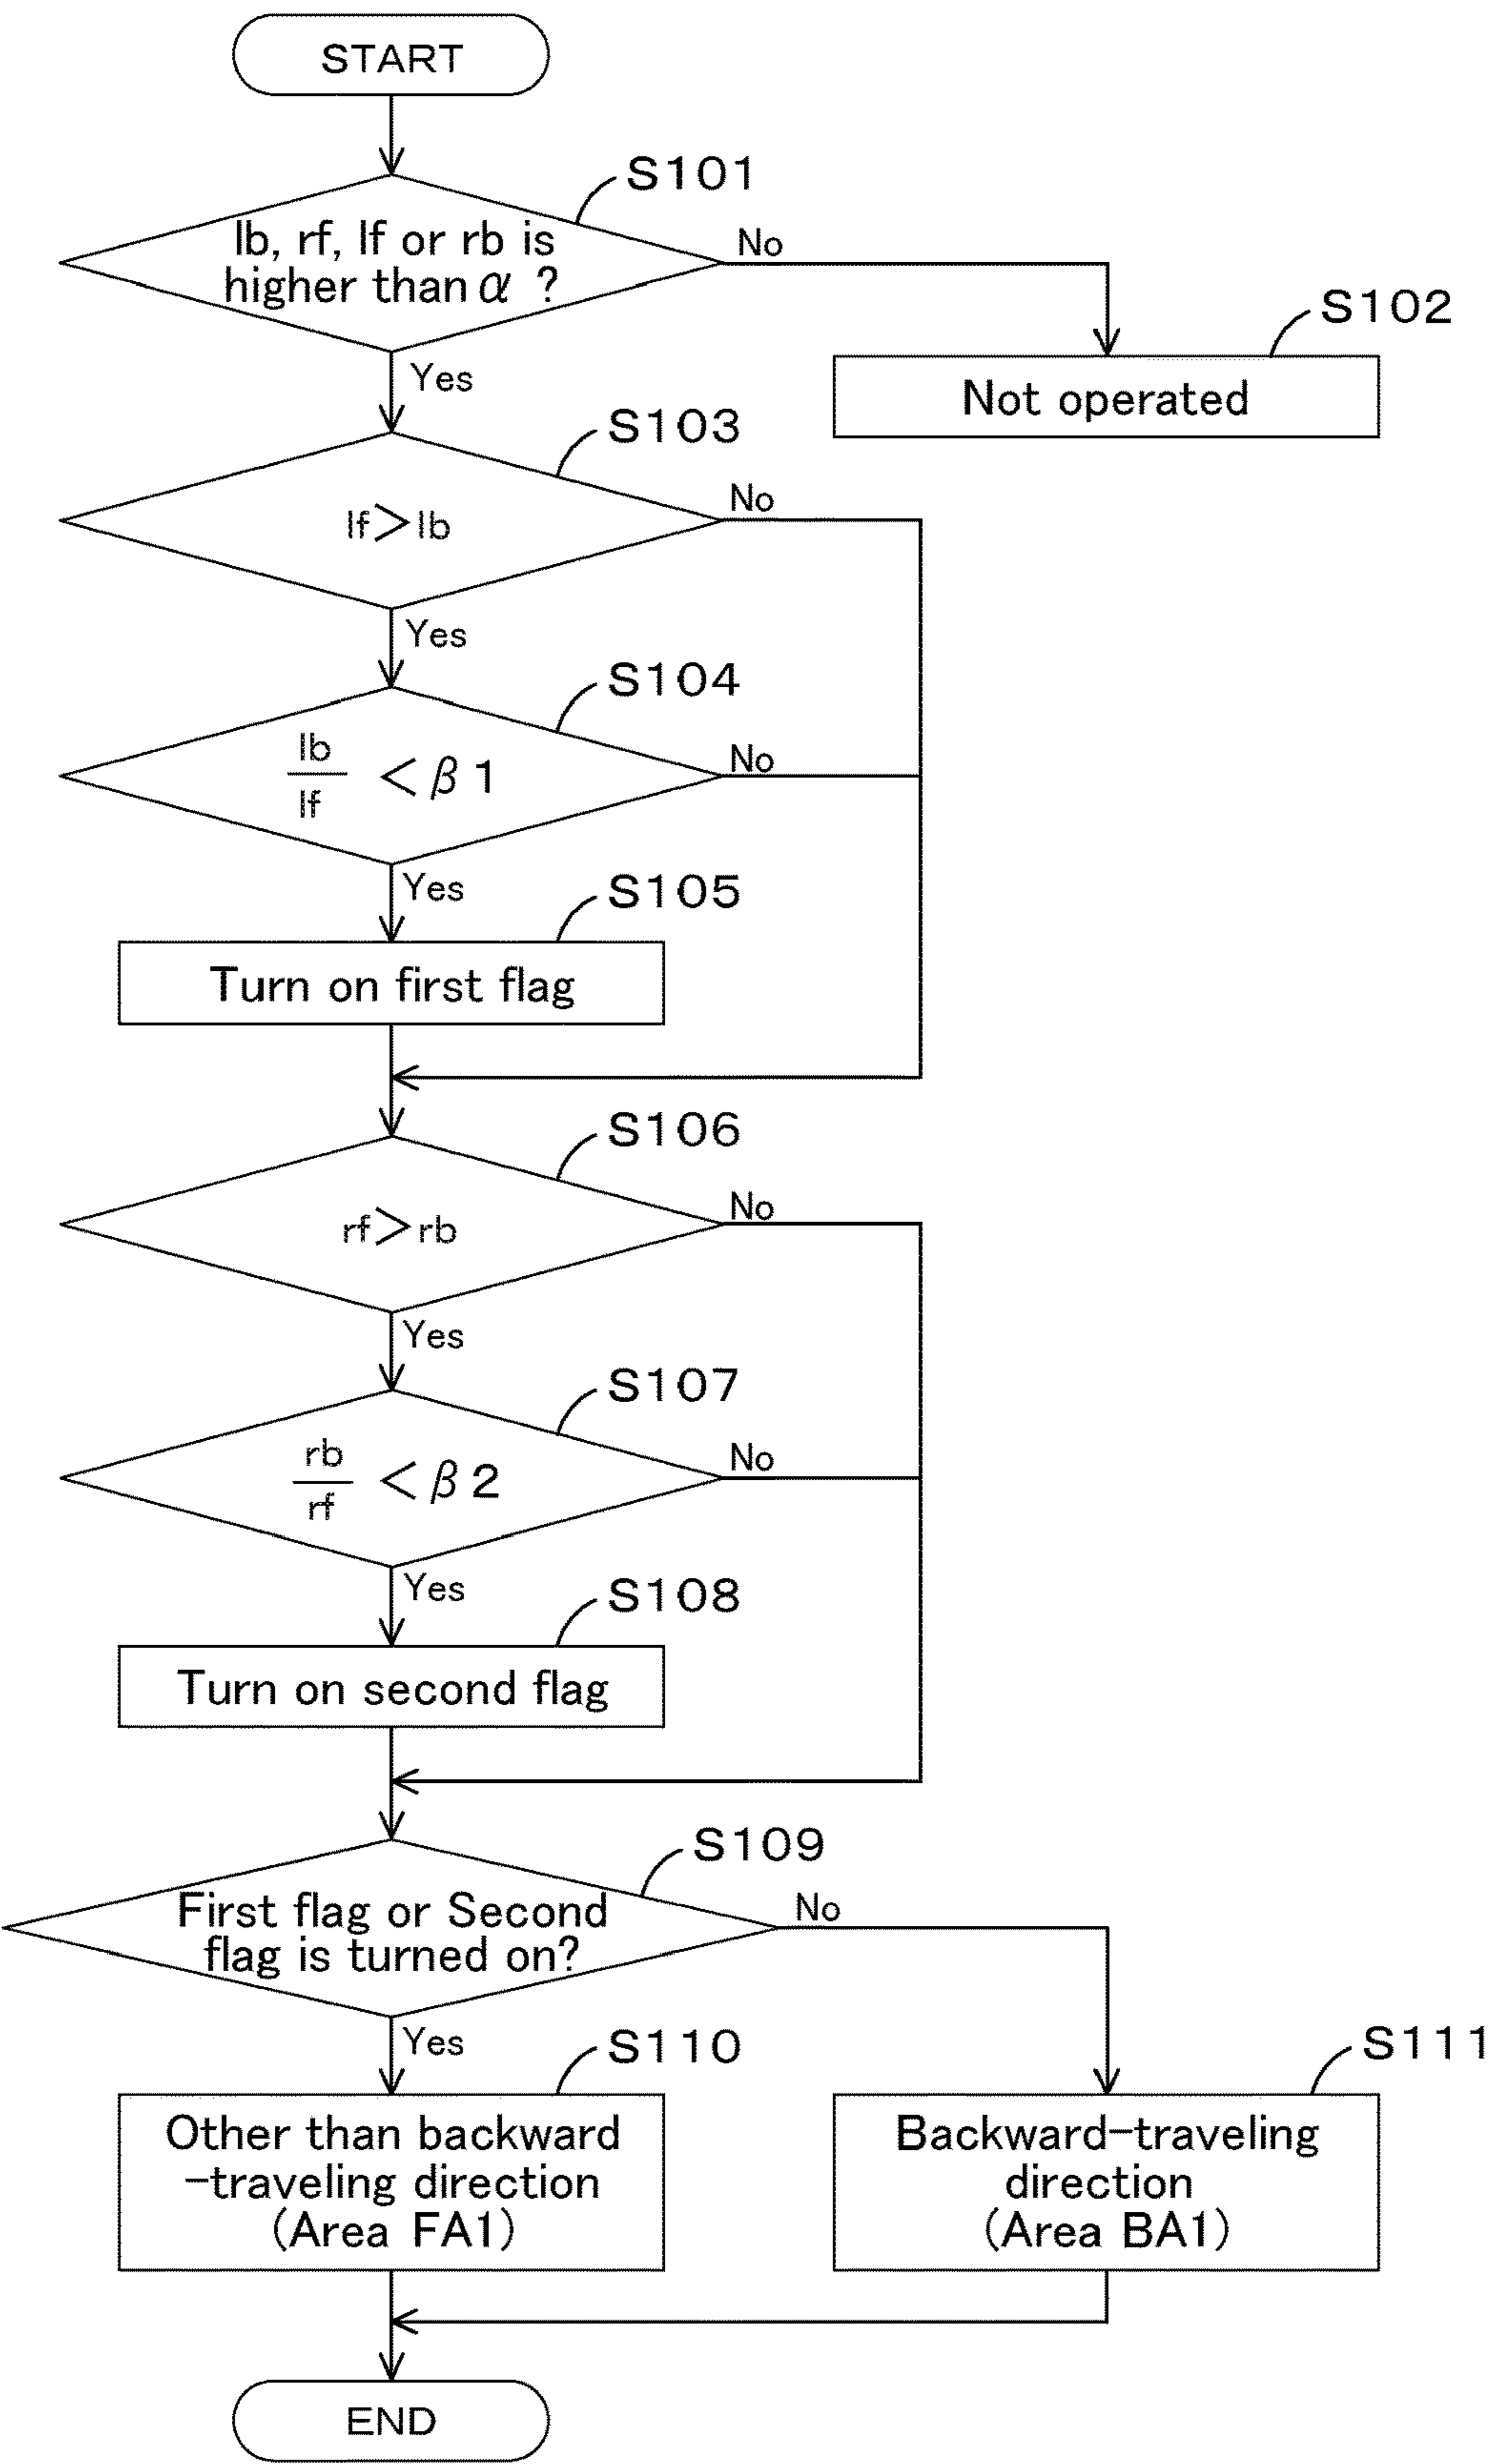 START
S101
lb, rf, lf or rb is
higher than α ?
No
S102
Not operated
Yes
S103
lf>lb
No
Yes
S104
lb
lf
<β1
No
Yes
S105
Turn on first flag
S106
rf>rb
No
Yes
S107
rb
rf
<β2
No
Yes
S108
Turn on second flag
S109
First flag or Second
flag is turned on?
No
Yes
S110
Other than backward
-traveling direction
(Area FA1)
S111
Backward-traveling
direction
(Area BA1)
END